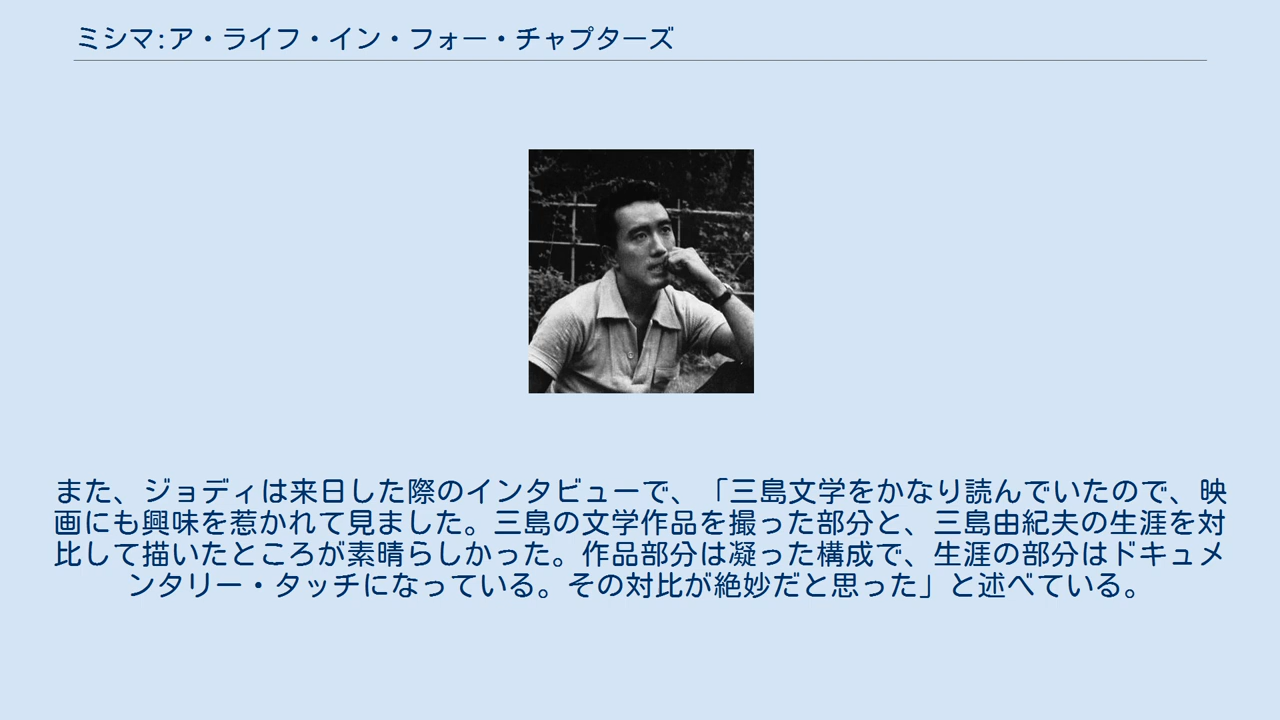 ミシマ:ア・ライフ・イン・フォー・チャプターズ
また、ジョディは来日した際のインタビューで、「三島文学をかなり読んでいたので、映
画にも興味を惹かれて見ました。三島の文学作品を撮った部分と、三島由紀夫の生涯を対
比して描いたところが素晴らしかった。作品部分は凝った構成で、生涯の部分はドキュメ
ンタリー・タッチになっている。その対比が絶妙だと思った」と述べている。